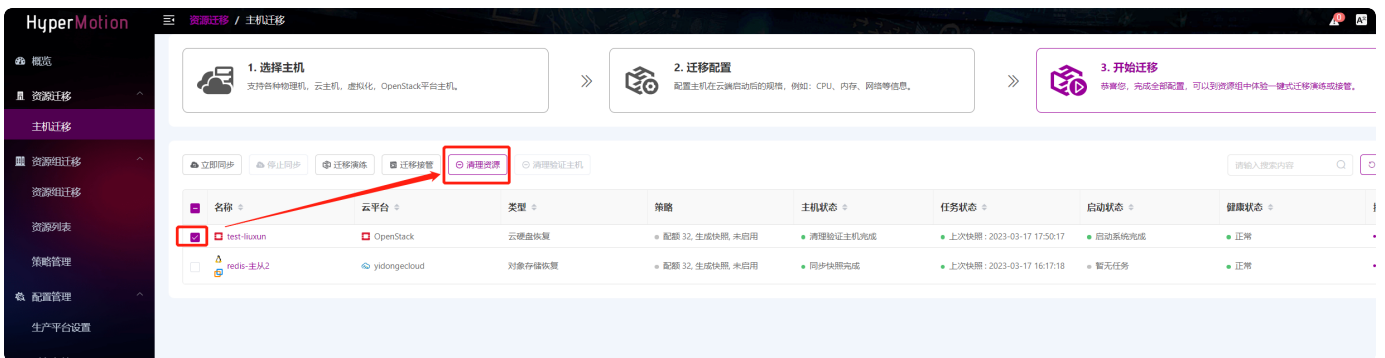 HyperMotion
资源迁移 / 主机迁移
概览
资源迁移
主机迁移
资源组迁移
资源组迁移
资源列表
策略管理
配置管理
生产平台设置
1. 选择主机
支持各种物理机，云主机，虚拟化、OpenStack平台主机。
2. 迁移配置
配置主机在云端启动后的规格，例如：CPU、内存、网络等信息。
3. 开始迁移
恭喜您，完成全部配置，可以到资源组中体验一键式迁移演练或接管。
立即同步 停止同步 迁移演练 迁移接管 清理资源 清理验证主机 请输入搜索内容
名称 云平台 类型 策略 主机状态 任务状态 启动状态 健康状态
test-liuxun OpenStack 云硬盘恢复 配额 32, 生成快照, 未启用 清理验证主机完成 上次快照 : 2023-03-17 17:50:17 启动系统完成 正常
redis-主从2 yidongecloud 对象存储恢复 配额 32, 生成快照, 未启用 同步快照完成 上次快照 : 2023-03-17 16:17:18 暂无任务 正常